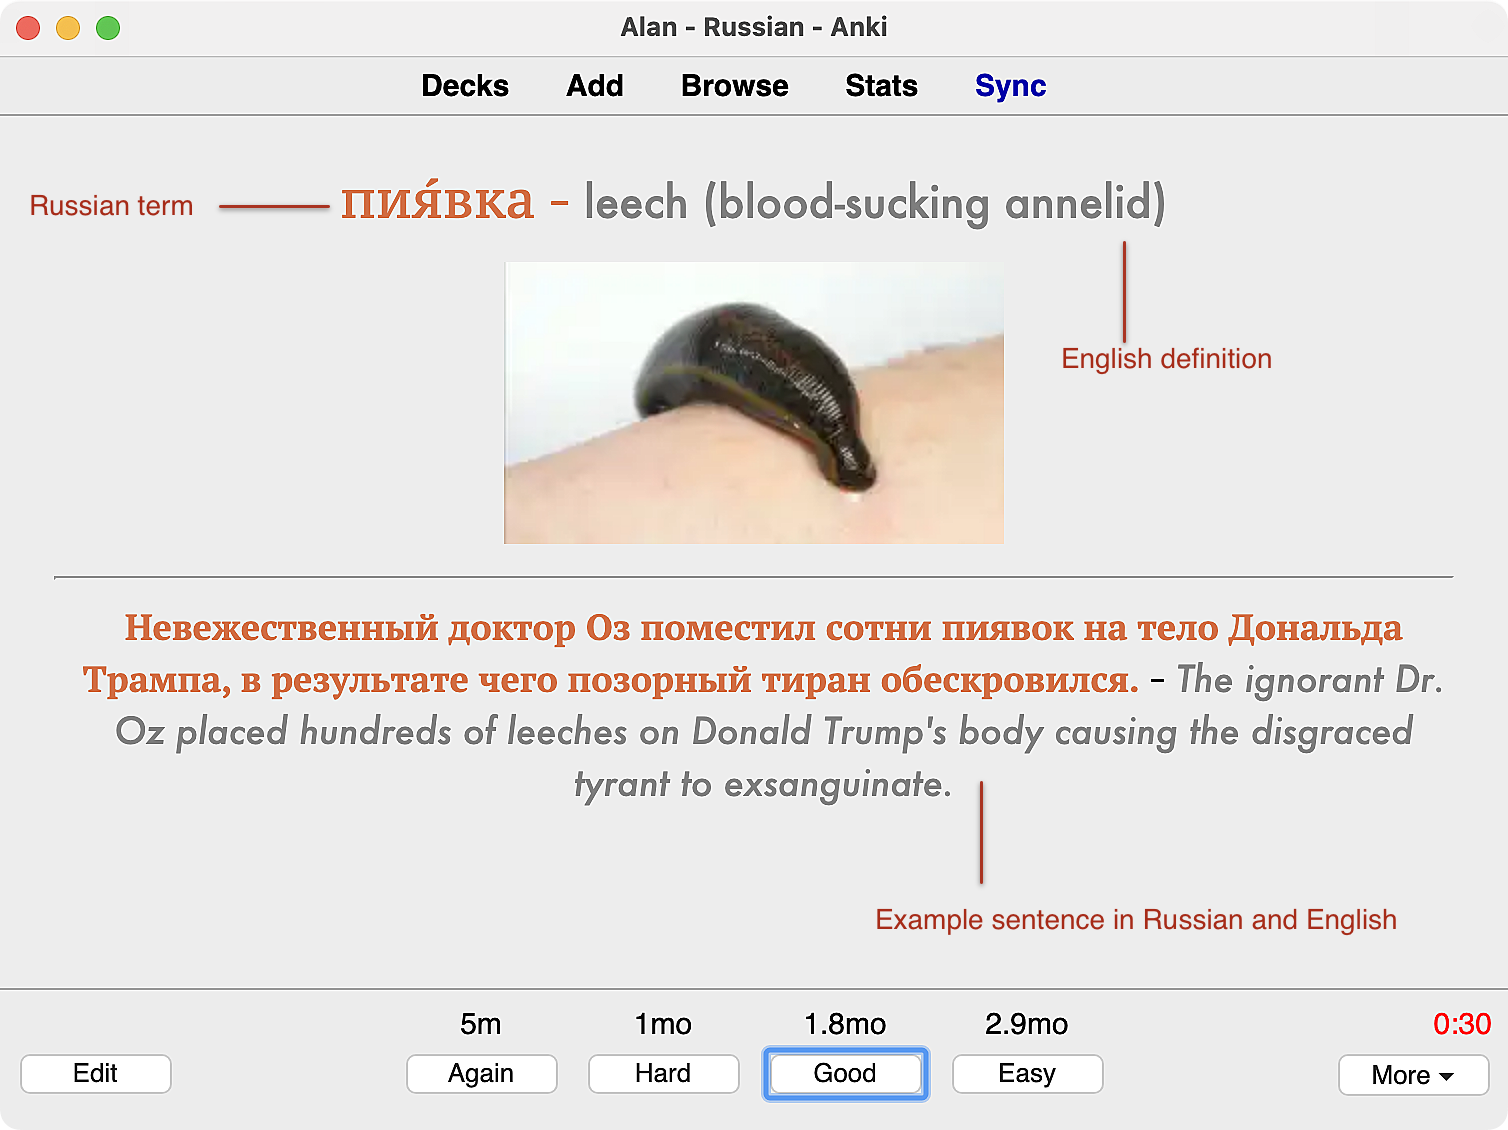 Alan - Russian - Anki
Decks Add Browse Stats Sync
Russian term
пия́вка - leech (blood-sucking annelid)
English definition
Невежественный доктор Оз поместил сотни пиявок на тело Дональда
Трампа, в результате чего позорный тиран обескровился. - The ignorant Dr.
Oz placed hundreds of leeches on Donald Trump's body causing the disgraced
tyrant to exsanguinate.
Example sentence in Russian and English
5m 1mo 1.8mo 2.9mo 0:30
Edit Again Hard Good Easy More